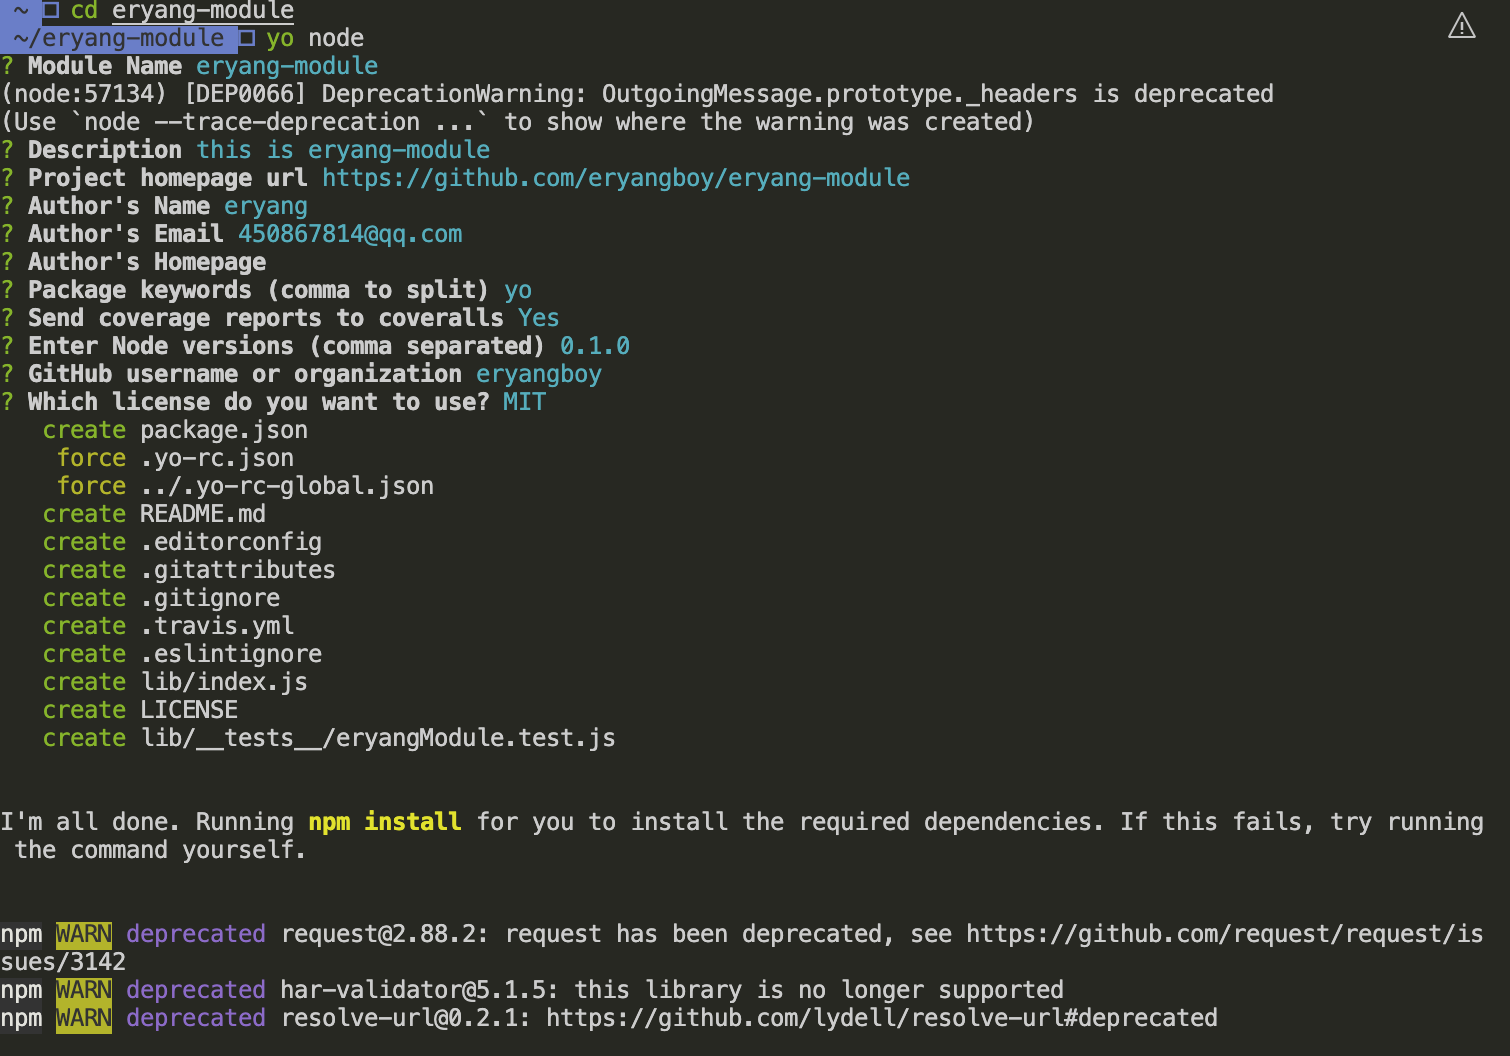 ~ cd eryang-module
~/eryang-module yo node
? Module Name eryang-module
(node:57134) [DEP0066] DeprecationWarning: OutgoingMessage.prototype._headers is deprecated
(Use `node --trace-deprecation ...` to show where the warning was created)
? Description this is eryang-module
? Project homepage url https://github.com/eryangboy/eryang-module
? Author's Name eryang
? Author's Email 450867814@qq.com
? Author's Homepage
? Package keywords (comma to split) yo
? Send coverage reports to coveralls Yes
? Enter Node versions (comma separated) 0.1.0
? GitHub username or organization eryangboy
? Which license do you want to use? MIT
create package.json
force .yo-rc.json
force ../.yo-rc-global.json
create README.md
create .editorconfig
create .gitattributes
create .gitignore
create .travis.yml
create .eslintignore
create lib/index.js
create LICENSE
create lib/__tests__/eryangModule.test.js
I'm all done. Running npm install for you to install the required dependencies. If this fails, try running
the command yourself.
npm WARN deprecated request@2.88.2: request has been deprecated, see https://github.com/request/request/is
sues/3142
npm WARN deprecated har-validator@5.1.5: this library is no longer supported
npm WARN deprecated resolve-url@0.2.1: https://github.com/lydell/resolve-url#deprecated